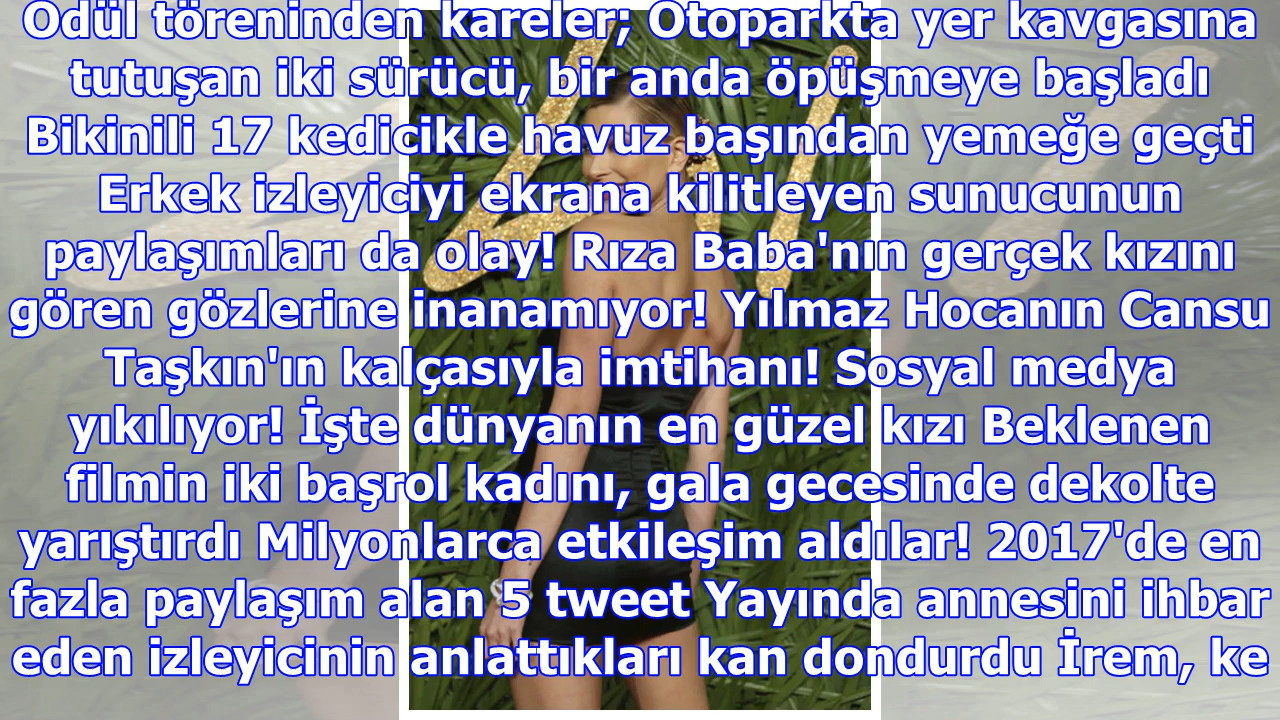 Ödül töreninden kareler; Otoparkta yer kavgasına
tutuşan iki sürücü, bir anda öpüşmeye başladı
Bikinili 17 kedicikle havuz başından yemeğe geçti
Erkek izleyiciyi ekrana kilitleyen sunucunun
paylaşımları da olay! Rıza Baba'nın gerçek kızını
gören gözlerine inanamıyor! Yılmaz Hocanın Cansu
Taşkın'ın kalçasıyla imtihanı! Sosyal medya
yıkılıyor! İşte dünyanın en güzel kızı Beklenen
filmin iki başrol kadını, gala gecesinde dekolte
yarıştırdı Milyonlarca etkileşim aldılar! 2017'de en
fazla paylaşım alan 5 tweet Yayında annesini ihbar
eden izleyicinin anlattıkları kan dondurdu İrem, ke